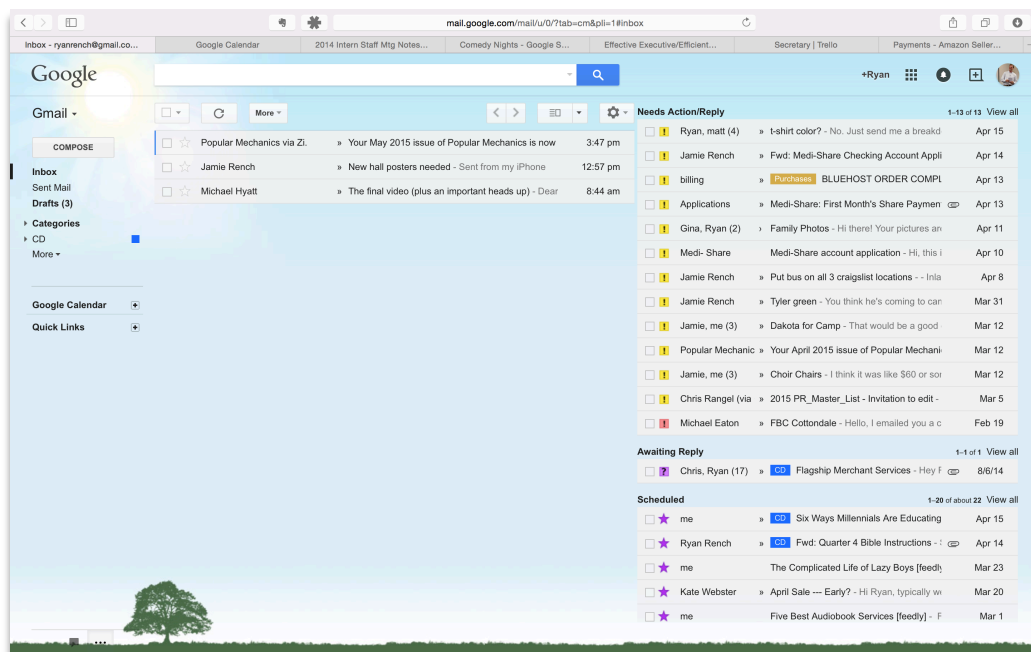 mail.google.com/mail/u/0/?tab=cm&pli=1#inbox
Inbox - ryanrench@gmail.co... Google Calendar 2014 Intern Staff Mtg Notes... Comedy Nights - Google S... Effective Executive/Efficient... Secretary | Trello Payments - Amazon Seller...
Google +Ryan
Gmail
More
COMPOSE
Inbox
Sent Mail
Drafts (3)
Categories
CD
More
Google Calendar
Quick Links
Popular Mechanics via Zi. » Your May 2015 issue of Popular Mechanics is now 3:47 pm
Jamie Rench » New hall posters needed - Sent from my iPhone 12:57 pm
Michael Hyatt » The final video (plus an important heads up) - Dear 8:44 am
Needs Action/Reply 1–13 of 13 View all
! Ryan, matt (4) » t-shirt color? - No. Just send me a breakd Apr 15
! Jamie Rench » Fwd: Medi-Share Checking Account Appli Apr 14
! billing » Purchases BLUEHOST ORDER COMPL Apr 13
! Applications » Medi-Share: First Month's Share Paymen Apr 13
! Gina, Ryan (2) › Family Photos - Hi there! Your pictures are Apr 11
! Medi- Share Medi-Share account application - Hi, this i Apr 10
! Jamie Rench » Put bus on all 3 craigslist locations - - Inla Apr 8
! Jamie Rench » Tyler green - You think he's coming to can Mar 31
! Jamie, me (3) » Dakota for Camp - That would be a good Mar 12
! Popular Mechanic » Your April 2015 issue of Popular Mechani Mar 12
! Jamie, me (3) » Choir Chairs - I think it was like $60 or sor Mar 12
! Chris Rangel (via » 2015 PR_Master_List - Invitation to edit - Mar 5
! Michael Eaton » FBC Cottondale - Hello, I emailed you a c Feb 19
Awaiting Reply 1–1 of 1 View all
? Chris, Ryan (17) » CD Flagship Merchant Services - Hey F 8/6/14
Scheduled 1–20 of about 22 View all
me » CD Six Ways Millennials Are Educating Apr 15
Ryan Rench » CD Fwd: Quarter 4 Bible Instructions - Apr 14
me The Complicated Life of Lazy Boys [feedly Mar 23
Kate Webster » April Sale --- Early? - Hi Ryan, typically we Mar 20
me Five Best Audiobook Services [feedly] - F Mar 1